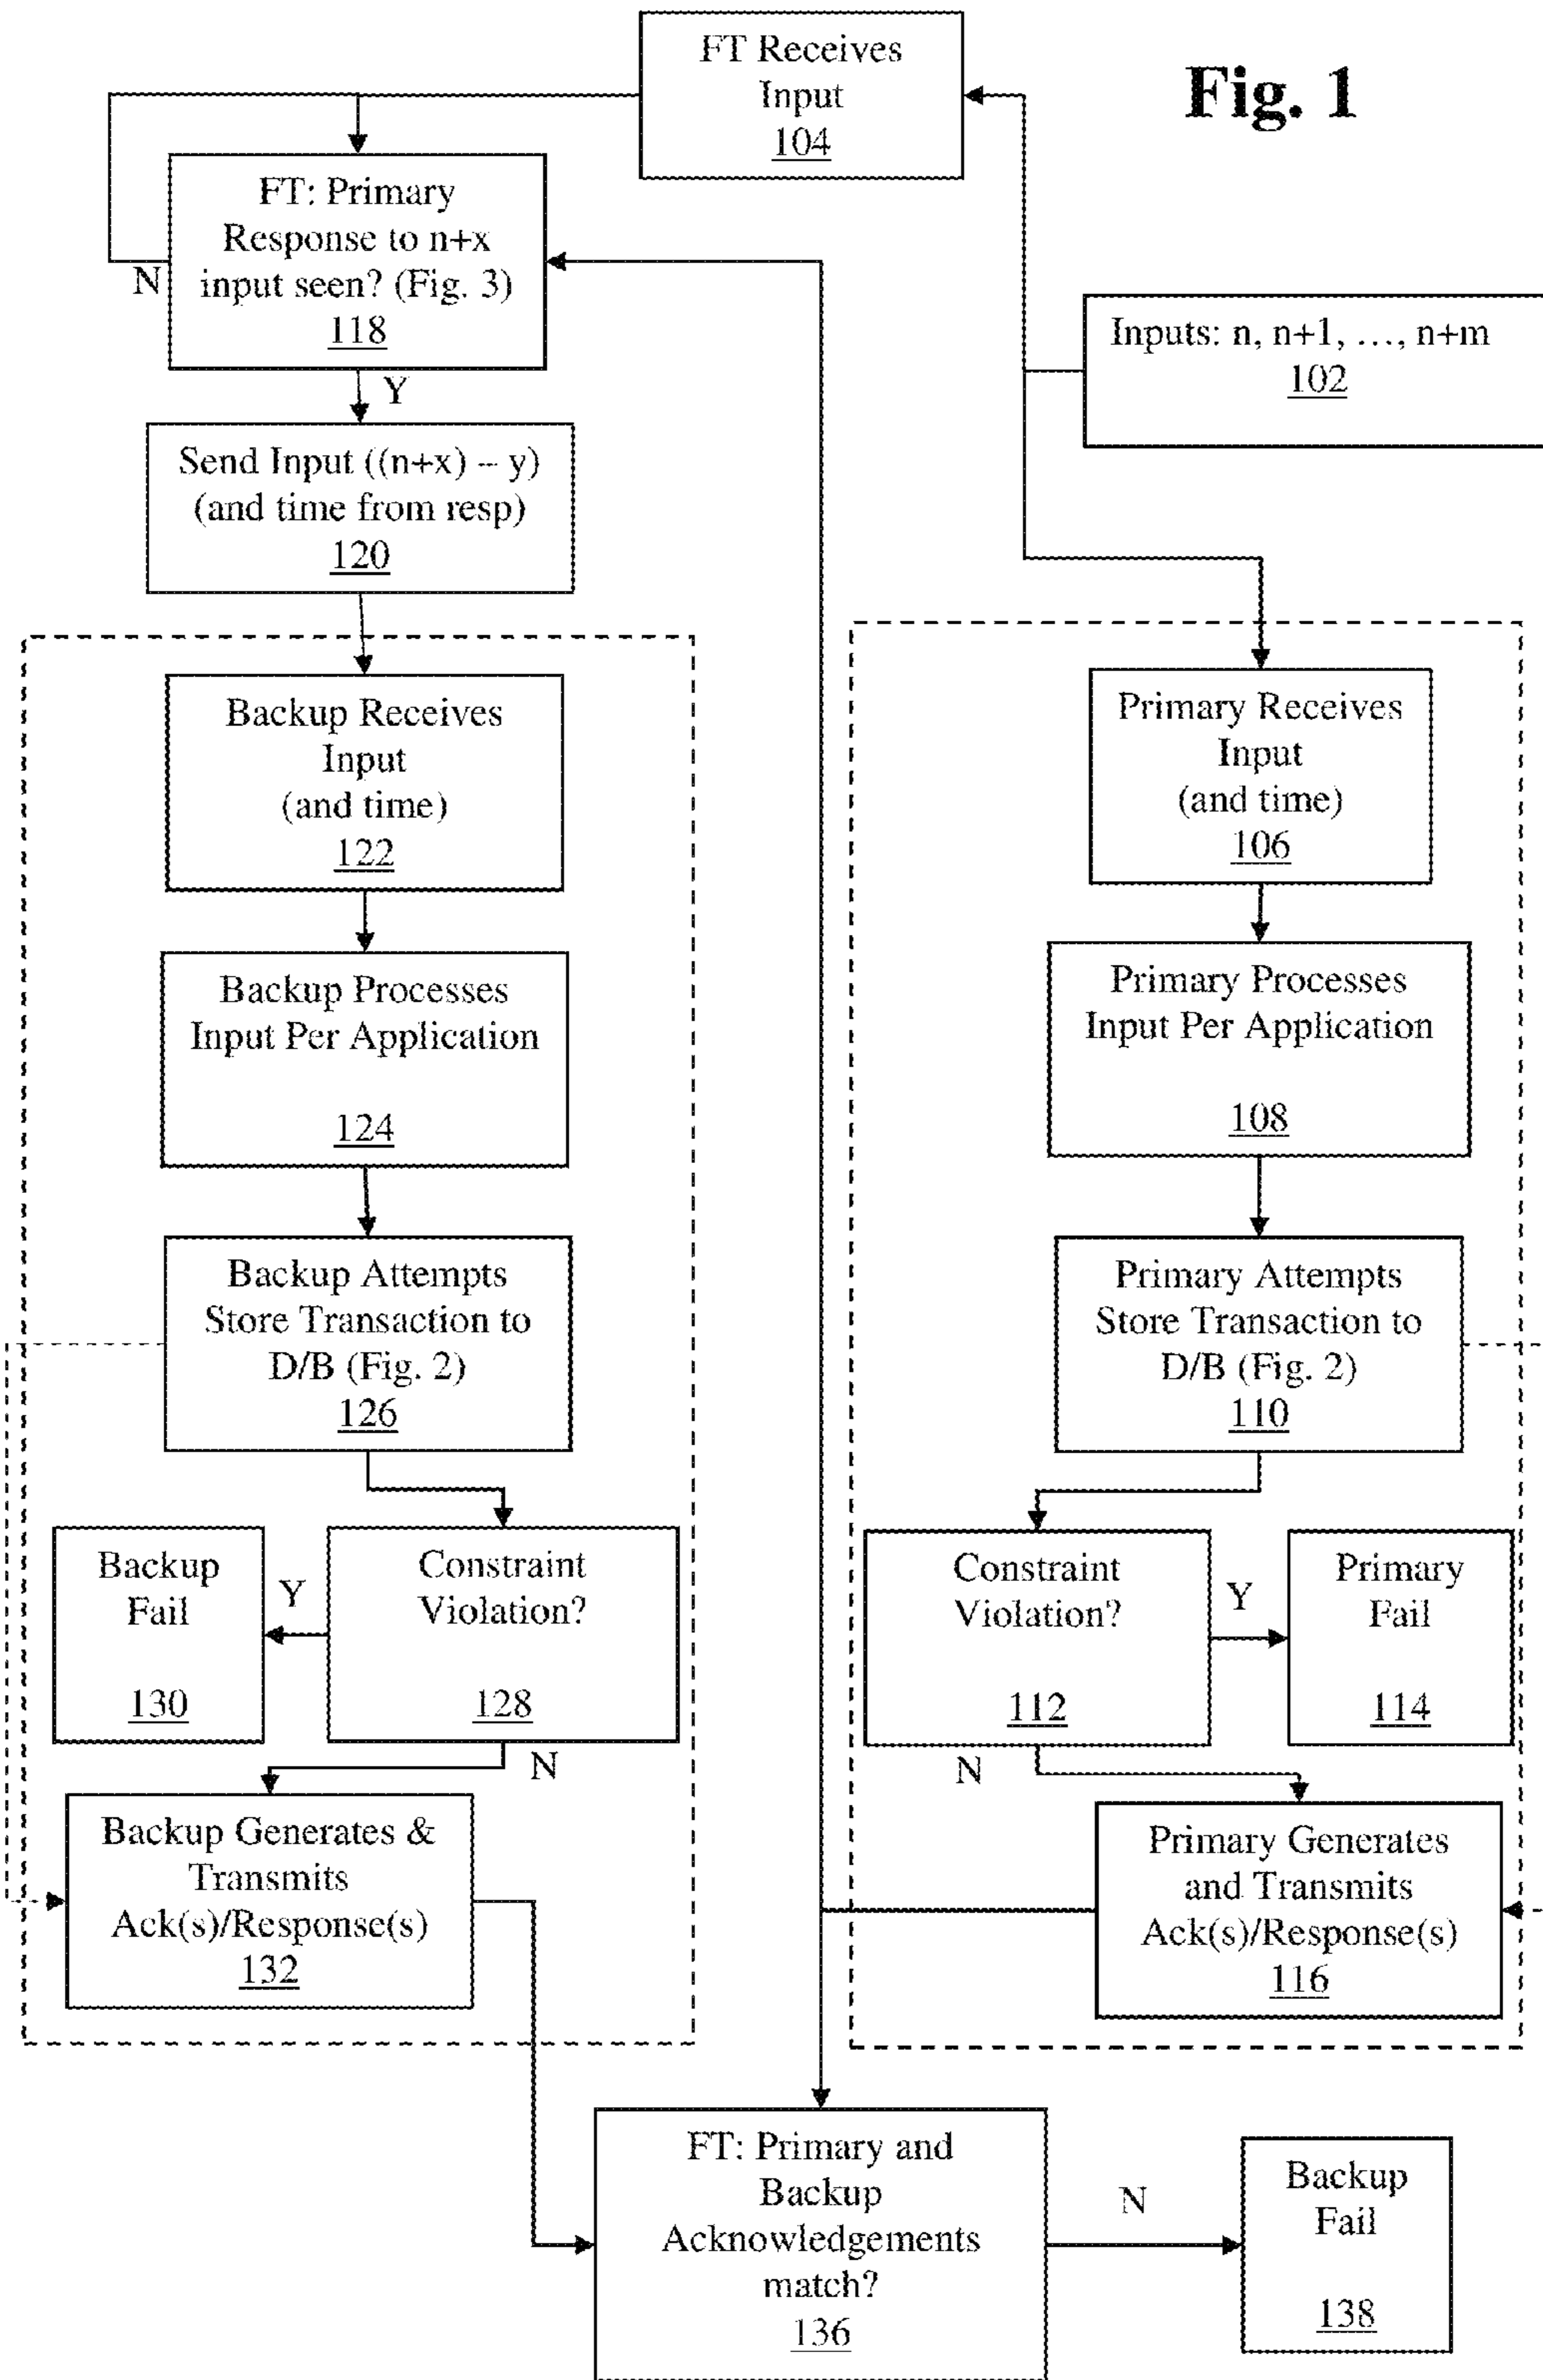 Fig. 1
FT Receives
Input
104
FT: Primary
Response to n+x
input seen? (Fig. 3)
118
N
Y
Inputs: n, n+1, …, n+m
102
Send Input ((n+x) – y)
(and time from resp)
120
Backup Receives
Input
(and time)
122
Backup Processes
Input Per Application
124
Backup Attempts
Store Transaction to
D/B (Fig. 2)
126
Backup
Fail
130
Y
Constraint
Violation?
128
N
Backup Generates &
Transmits
Ack(s)/Response(s)
132
Primary Receives
Input
(and time)
106
Primary Processes
Input Per Application
108
Primary Attempts
Store Transaction to
D/B (Fig. 2)
110
Constraint
Violation?
112
Y
Primary
Fail
114
N
Primary Generates
and Transmits
Ack(s)/Response(s)
116
FT: Primary and
Backup
Acknowledgements
match?
136
N
Backup
Fail
138